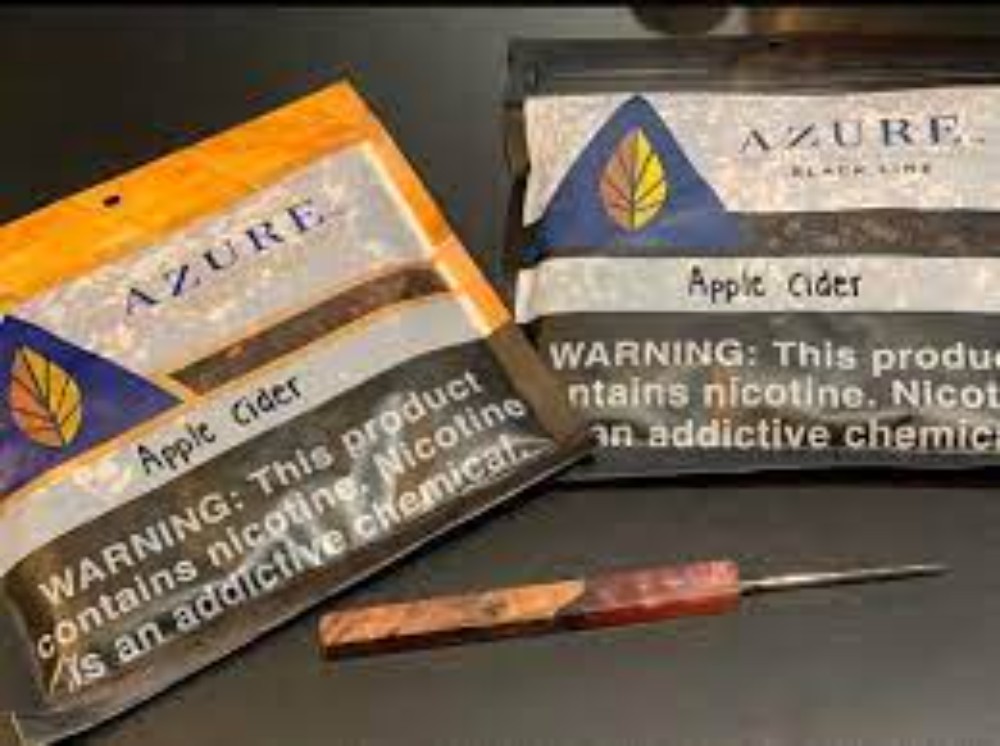 AZURE
Apple Cider
WARNING: This product
contains nicotine. Nicotine
is an addictive chemical.
AZURE
BLACK LINE
Apple Cider
WARNING: This produc
ntains nicotine. Nicot
an addictive chemic